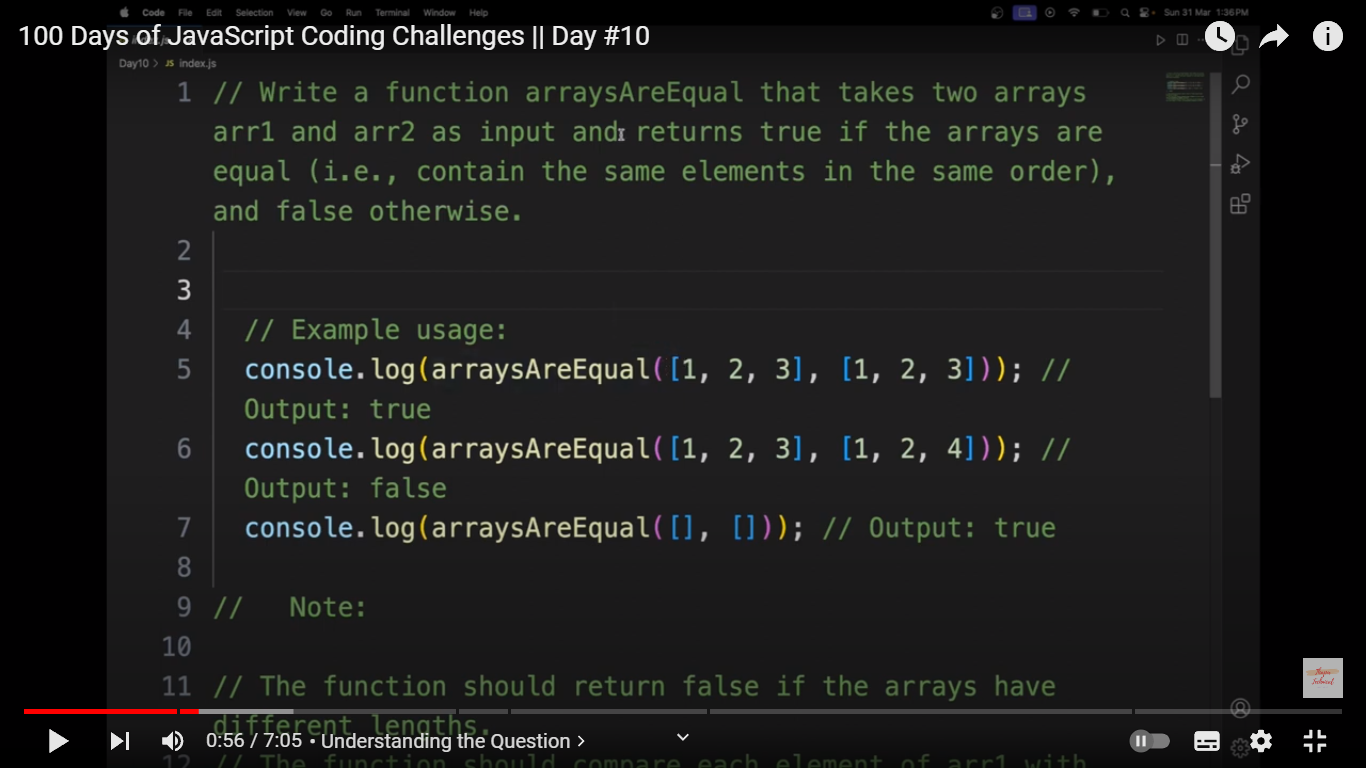 Code File Edit Selection View Go Run Terminal Window Help Sun 31 Mar 1:36PM
100 Days of JavaScript Coding Challenges || Day #10
Day10 > JS index.js
1 // Write a function arraysAreEqual that takes two arrays
arr1 and arr2 as input and returns true if the arrays are
equal (i.e., contain the same elements in the same order),
and false otherwise.
2
3
4 // Example usage:
5 console.log(arraysAreEqual([1, 2, 3], [1, 2, 3])); //
Output: true
6 console.log(arraysAreEqual([1, 2, 3], [1, 2, 4])); //
Output: false
7 console.log(arraysAreEqual([], [])); // Output: true
8
9 // Note:
10
11 // The function should return false if the arrays have
different lengths.
0:56 / 7:05 • Understanding the Question >
12 // The function should compare each element of arr1 with